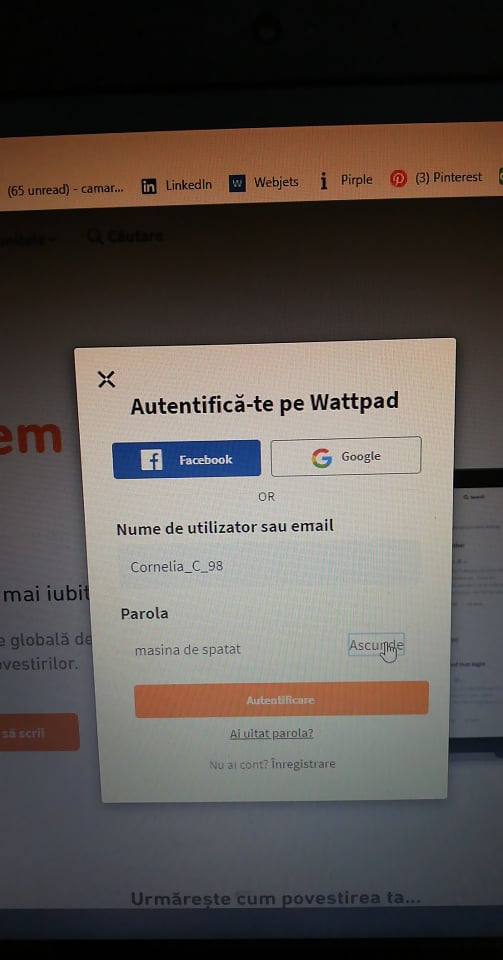 (65 unread) - camar... LinkedIn W Webjets i Pirple (3) Pinterest
Căutare
em
Autentifică-te pe Wattpad
Facebook Google
OR
Nume de utilizator sau email
Cornelia_C_98
mai iubit
Parola
e globală de
masina de spatat Ascunde
ovestirilor.
Autentificare
să scrii
Ai uitat parola?
Nu ai cont? Înregistrare
Urmărește cum povestirea ta...